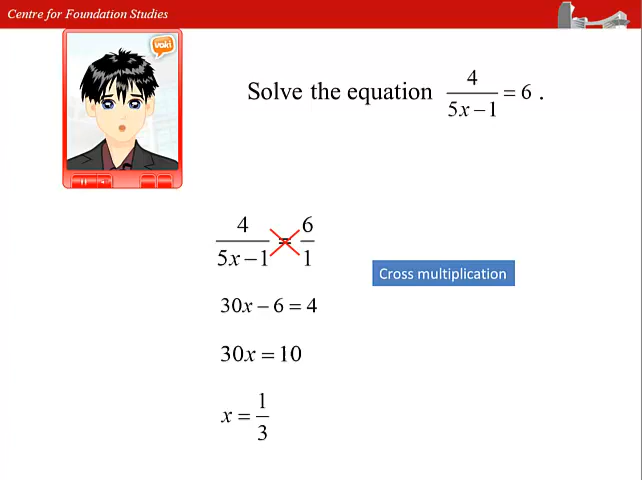 Centre for Foundation Studies
voki
Solve the equation 4/(5x − 1) = 6 .
4/(5x − 1) = 6/1
Cross multiplication
30x − 6 = 4
30x = 10
x = 1/3